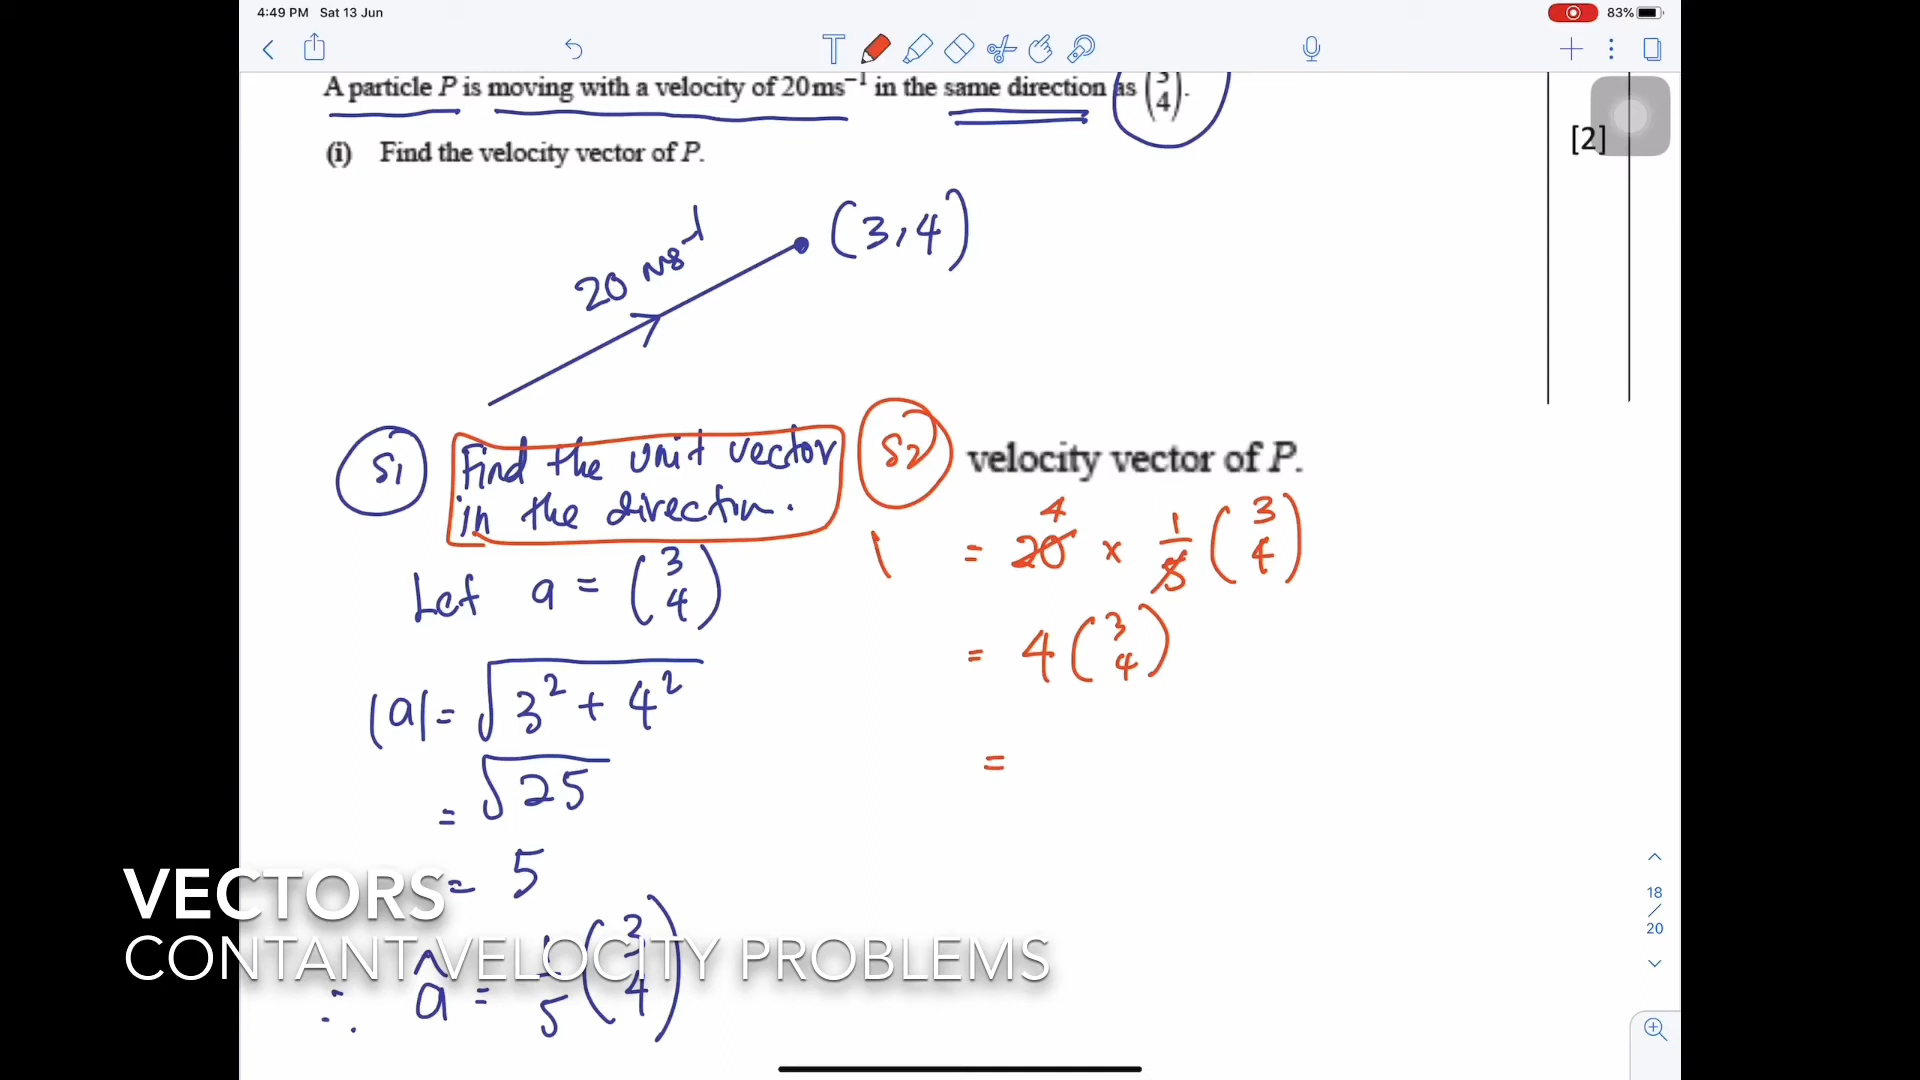 4:49 PM Sat 13 Jun
83%
A particle P is moving with a velocity of 20 ms⁻¹ in the same direction as (3 4).
[2]
(i) Find the velocity vector of P.
20 ms⁻¹
(3,4)
S1 Find the unit vector
in the direction.
Let a = (3 4)
|a| = √3² + 4²
= √25
= 5
∴ â = 1/5 (3 4)
S2 velocity vector of P.
4
= 20 × 1/5 (3 4)
= 4 (3 4)
=
VECTORS
CONTANT VELOCITY PROBLEMS
18
/
20